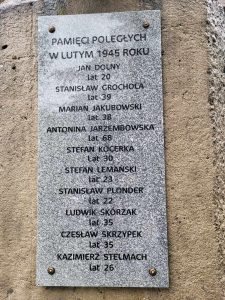 PAMIĘCI POLEGŁYCH
W LUTYM 1945 ROKU
JAN DOLNY
lat 20
STANISŁAW GROCHOLA
lat 39
MARIAN JAKUBOWSKI
lat 38
ANTONINA JARZEMBOWSKA
lat 68
STEFAN KOCERKA
lat 30
STEFAN LEMAŃSKI
lat 23
STANISŁAW PLONDER
lat 22
LUDWIK SKÓRZAK
lat 35
CZESŁAW SKRZYPEK
lat 35
KAZIMIERZ STELMACH
lat 26